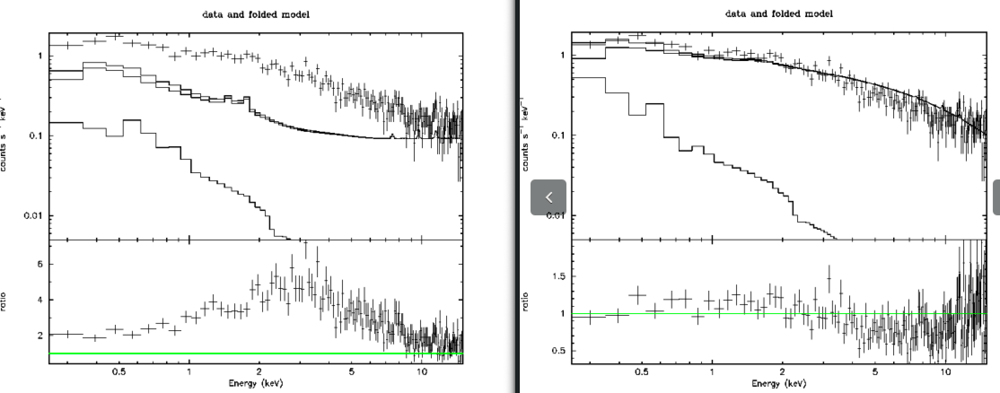 data and folded model
1
0.1
0.01
counts s⁻¹ keV⁻¹
6
4
2
ratio
0.5 1 2 5 10
Energy (keV)
data and folded model
1
0.1
0.01
counts s⁻¹ keV⁻¹
1.5
1
0.5
ratio
0.5 1 2 5 10
Energy (keV)